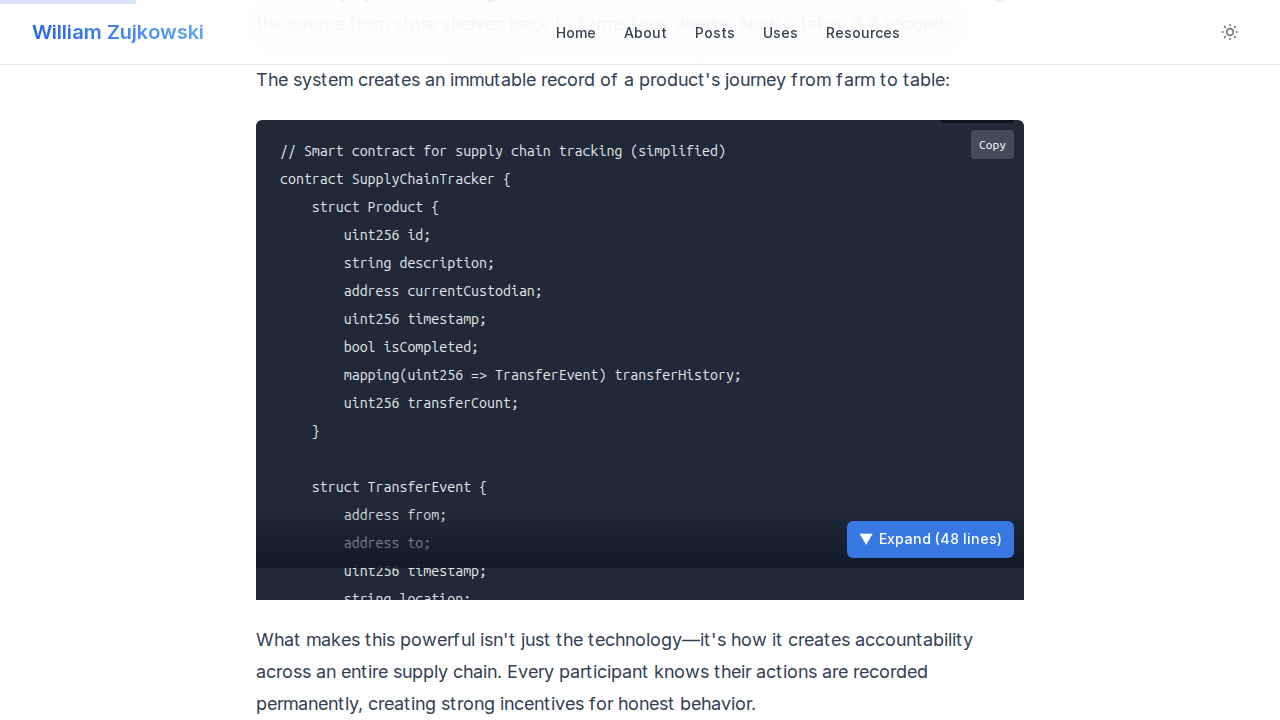 William Zujkowski
Home
About
Posts
Uses
Resources
the source from store shelves back to farms took weeks. Now it takes 2.2 seconds.
The system creates an immutable record of a product's journey from farm to table:
Copy
// Smart contract for supply chain tracking (simplified)
contract SupplyChainTracker {
    struct Product {
        uint256 id;
        string description;
        address currentCustodian;
        uint256 timestamp;
        bool isCompleted;
        mapping(uint256 => TransferEvent) transferHistory;
        uint256 transferCount;
    }
    struct TransferEvent {
        address from;
        address to;
        uint256 timestamp;
        string location;
▼ Expand (48 lines)
What makes this powerful isn't just the technology—it's how it creates accountability
across an entire supply chain. Every participant knows their actions are recorded
permanently, creating strong incentives for honest behavior.